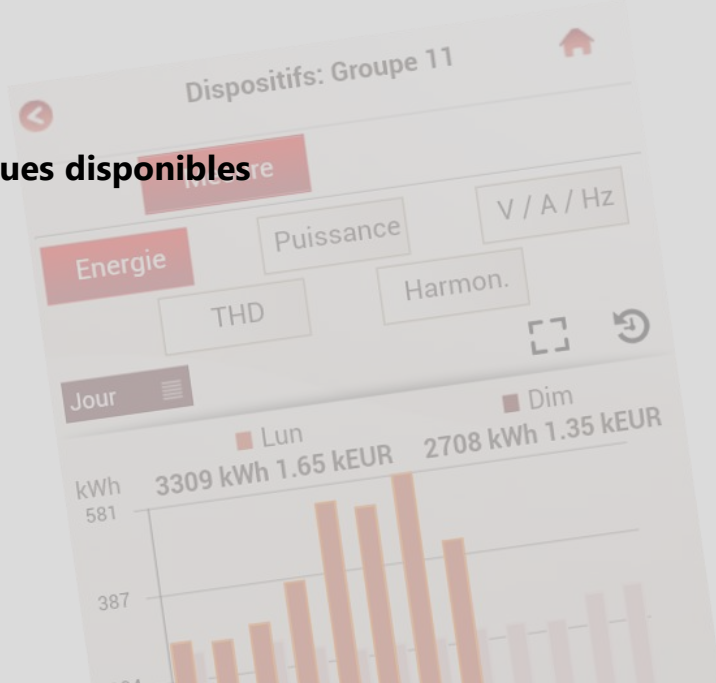 Dispositifs: Groupe 11
ues disponibles
Energie
Puissance
V / A / Hz
THD
Harmon.
Jour
Lun
Dim
3309 kWh 1.65 kEUR
2708 kWh 1.35 kEUR
kWh
581
387